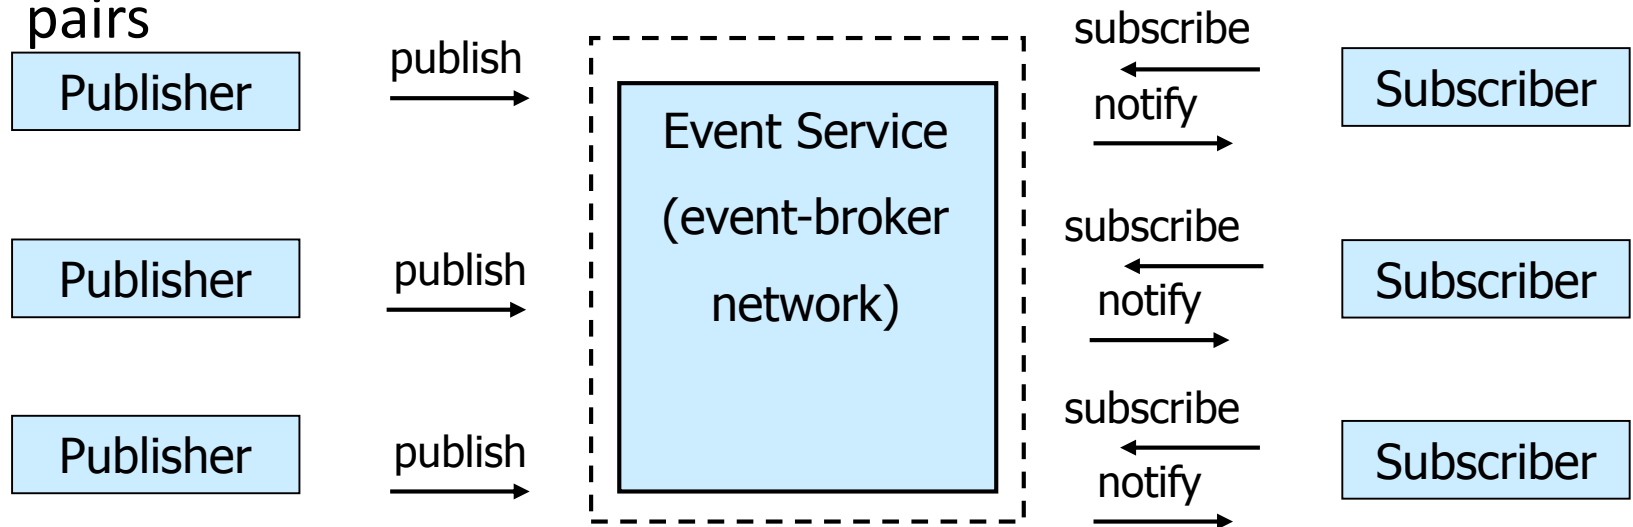 pairs
Publisher
publish
Event Service
(event-broker
network)
subscribe
notify
Subscriber
Publisher
publish
subscribe
notify
Subscriber
Publisher
publish
subscribe
notify
Subscriber